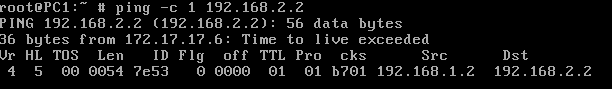 root@PC1:~ # ping -c 1 192.168.2.2
PING 192.168.2.2 (192.168.2.2): 56 data bytes
36 bytes from 172.17.17.6: Time to live exceeded
Vr HL TOS  Len   ID Flg  off TTL Pro  cks      Src      Dst
 4  5  00 0054 7e53   0 0000  01  01 b701 192.168.1.2  192.168.2.2